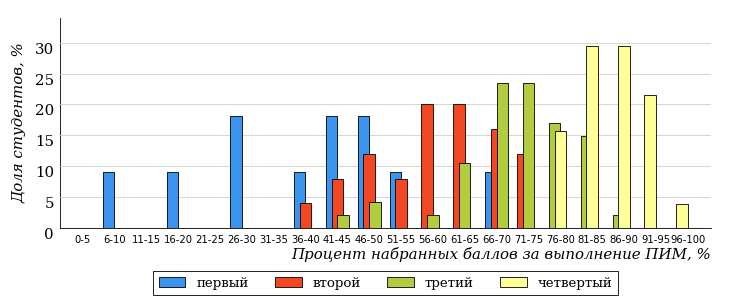 Доля студентов, %
30
25
20
15
10
5
0
0-5 6-10 11-15 16-20 21-25 26-30 31-35 36-40 41-45 46-50 51-55 56-60 61-65 66-70 71-75 76-80 81-85 86-90 91-95 96-100
Процент набранных баллов за выполнение ПИМ, %
первый второй третий четвертый